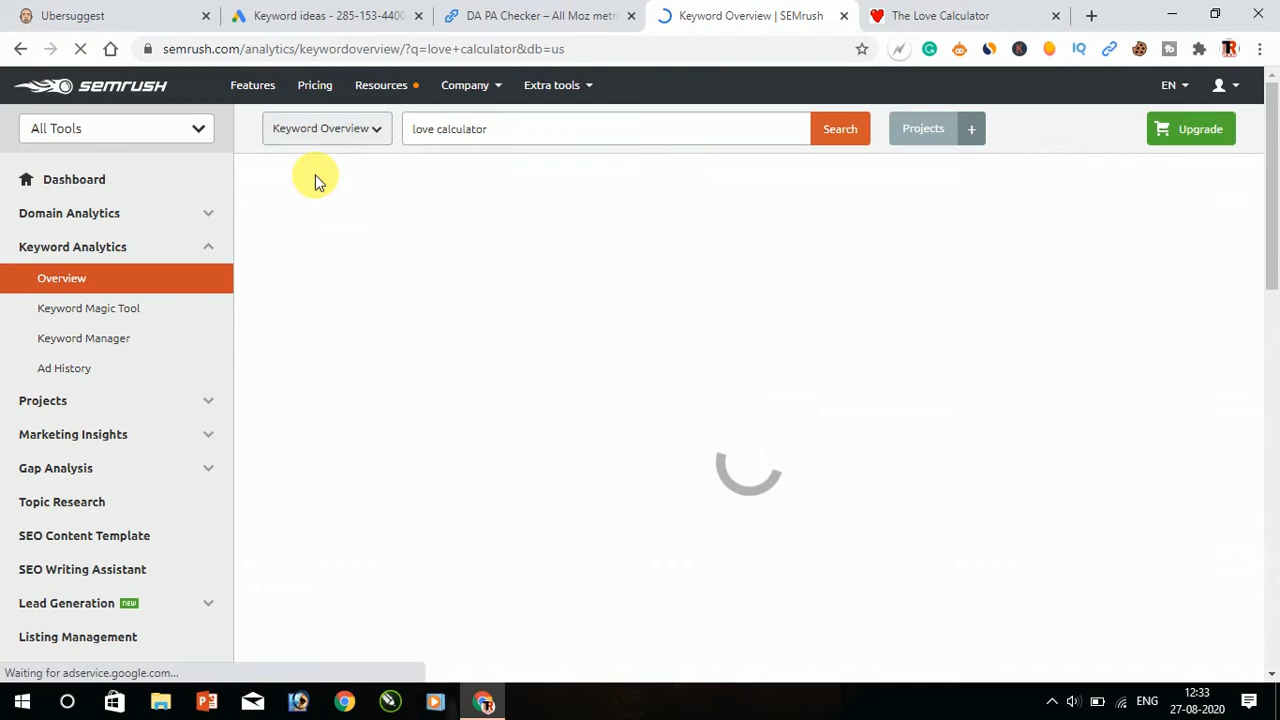 Ubersuggest
Keyword ideas - 285-153-4400
DA PA Checker – All Moz metr
Keyword Overview | SEMrush
The Love Calculator
semrush.com/analytics/keywordoverview/?q=love+calculator&db=us
SEMRUSH
Features
Pricing
Resources
Company
Extra tools
EN
All Tools
Keyword Overview
love calculator
Search
Projects
+
Upgrade
Dashboard
Domain Analytics
Keyword Analytics
Overview
Keyword Magic Tool
Keyword Manager
Ad History
Projects
Marketing Insights
Gap Analysis
Topic Research
SEO Content Template
SEO Writing Assistant
Lead Generation NEW
Listing Management
Waiting for adservice.google.com...
ENG
12:33
27-08-2020